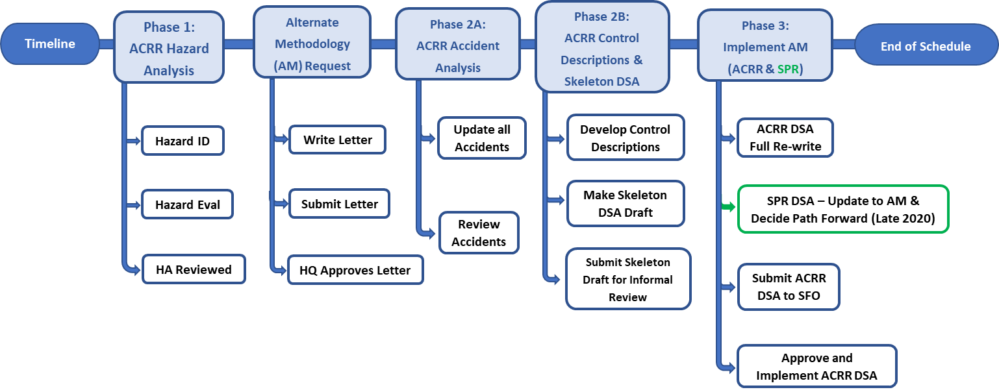 Timeline
Phase 1:
ACRR Hazard
Analysis
Hazard ID
Hazard Eval
HA Reviewed
Alternate
Methodology
(AM) Request
Write Letter
Submit Letter
HQ Approves Letter
Phase 2A:
ACRR Accident
Analysis
Update all
Accidents
Review
Accidents
Phase 2B:
ACRR Control
Descriptions &
Skeleton DSA
Develop Control
Descriptions
Make Skeleton
DSA Draft
Submit Skeleton
Draft for Informal
Review
Phase 3:
Implement AM
(ACRR & SPR)
ACRR DSA
Full Re-write
SPR DSA – Update to AM &
Decide Path Forward (Late 2020)
Submit ACRR
DSA to SFO
Approve and
Implement ACRR DSA
End of Schedule